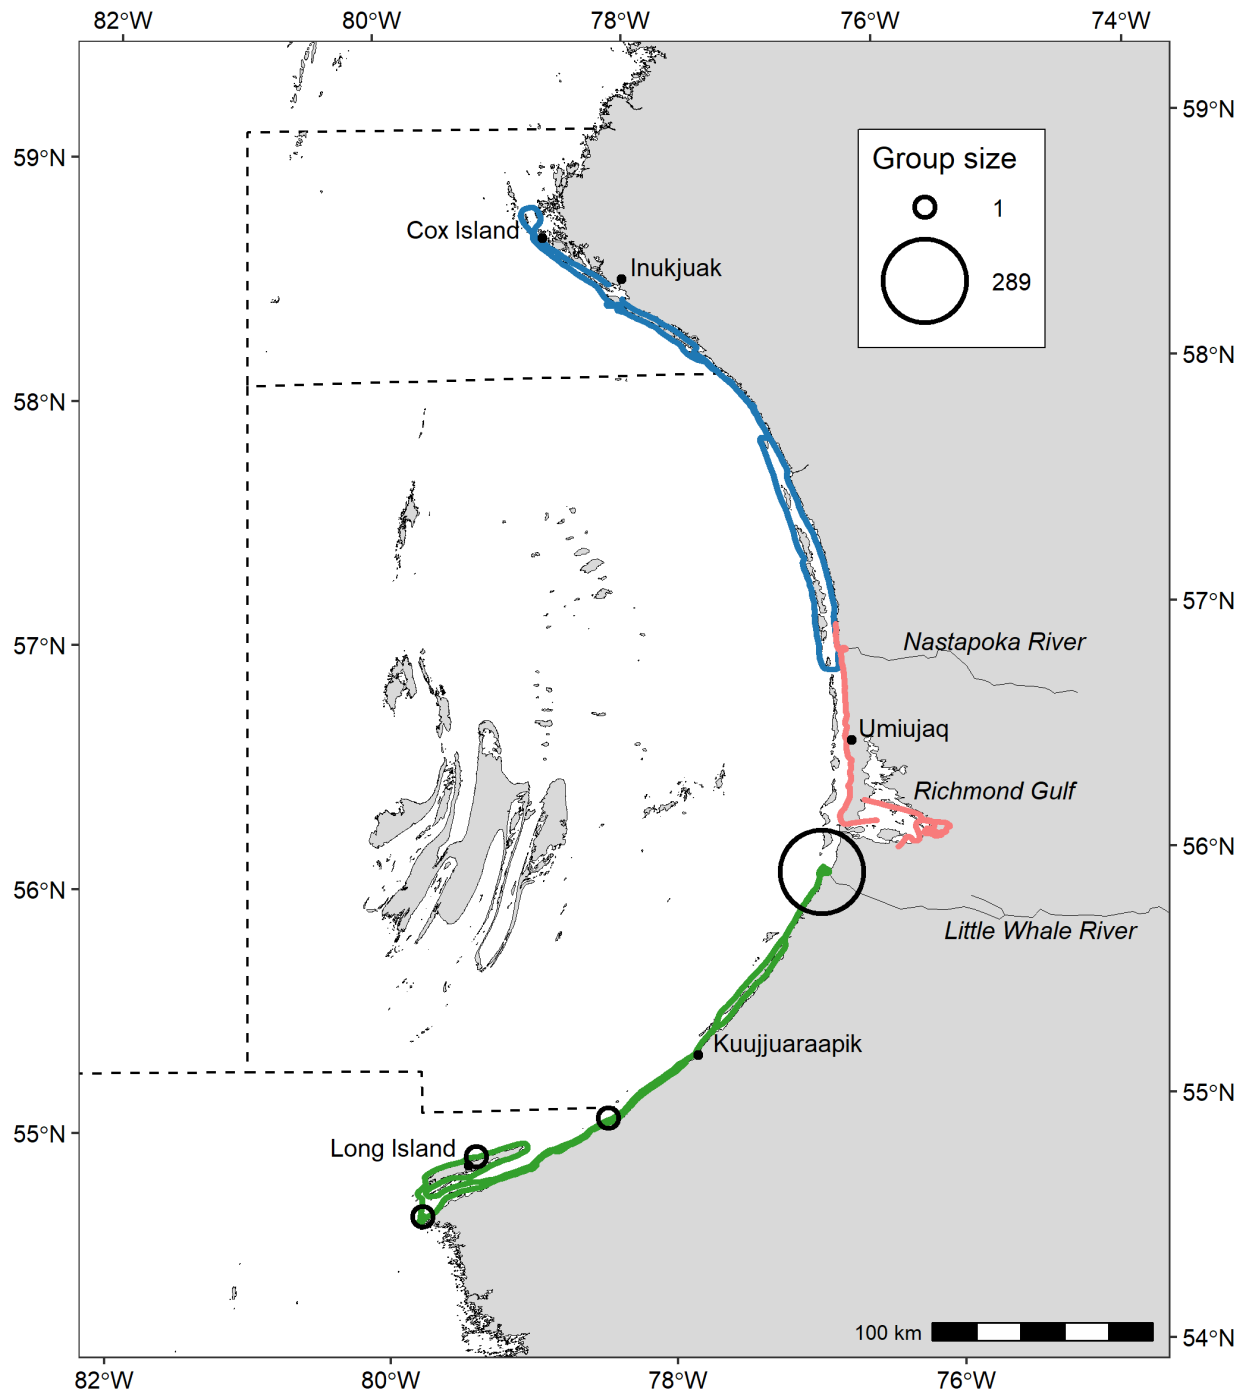 82°W 80°W 78°W 76°W 74°W
59°N
59°N
Group size
1
289
Cox Island
Inukjuak
58°N
58°N
57°N
57°N
Nastapoka River
Umiujaq
Richmond Gulf
56°N
56°N
Little Whale River
Kuujjuaraapik
55°N
55°N
Long Island
100 km
54°N
82°W 80°W 78°W 76°W